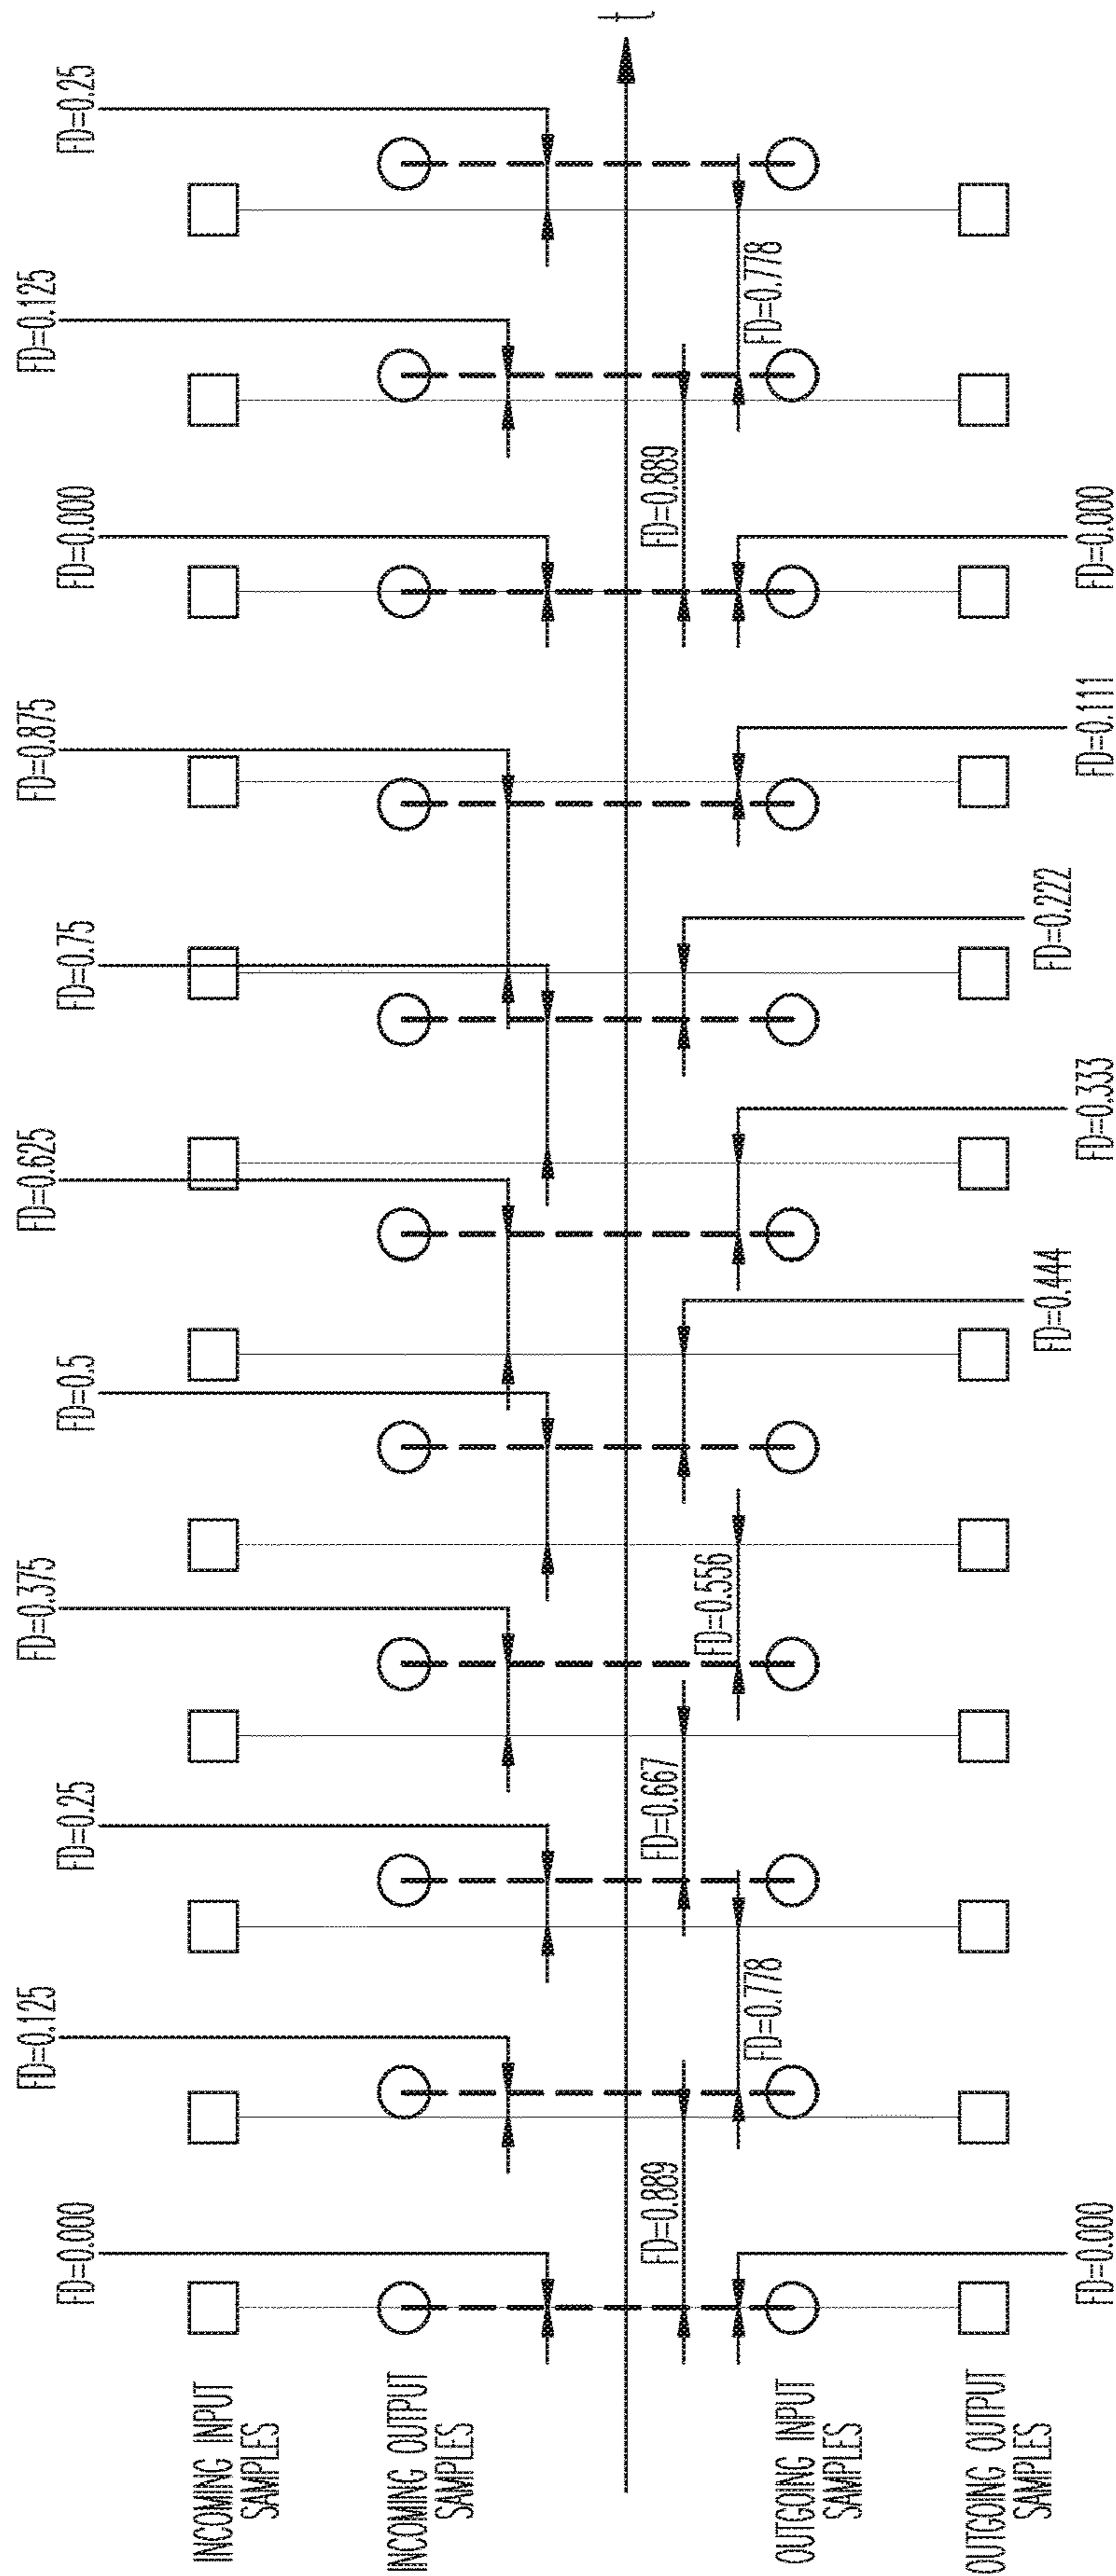 INCOMING INPUT
SAMPLES
INCOMING OUTPUT
SAMPLES
OUTGOING INPUT
SAMPLES
OUTGOING OUTPUT
SAMPLES
FD=0.000
FD=0.125
FD=0.25
FD=0.375
FD=0.5
FD=0.625
FD=0.75
FD=0.875
FD=0.000
FD=0.125
FD=0.25
t
FD=0.889
FD=0.778
FD=0.667
FD=0.556
FD=0.889
FD=0.778
FD=0.000
FD=0.444
FD=0.333
FD=0.222
FD=0.111
FD=0.000